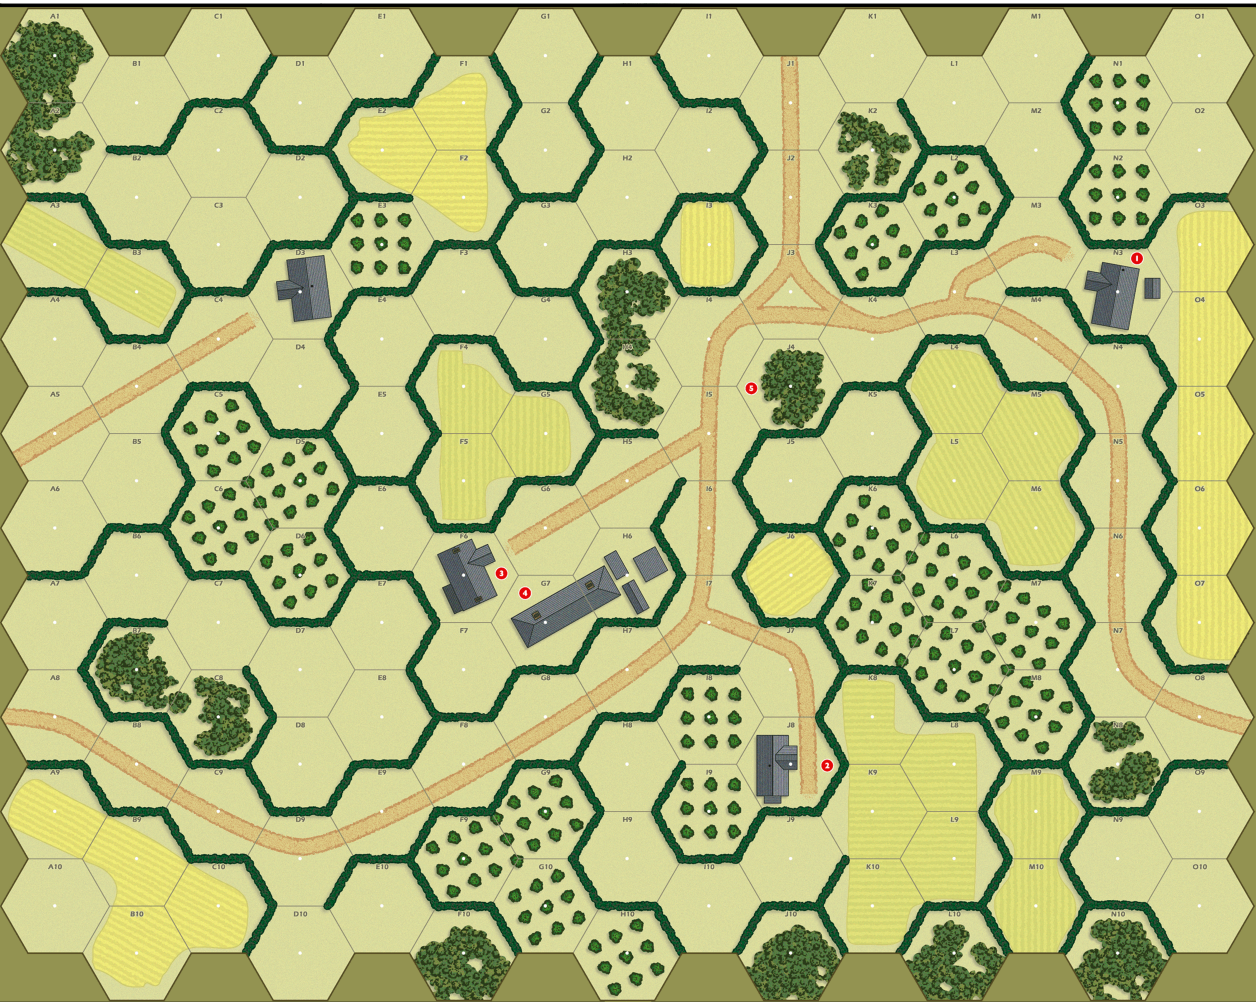 A1 C1 E1 G1 I1 K1 M1 O1
B1 D1 F1 H1 J1 L1 N1
C2 E2 G2 I2 K2 M2 O2
B2 D2 F2 H2 J2 L2 N2
A3 C3 E3 G3 I3 K3 M3 O3
B3 D3 F3 H3 J3 L3 N3 1
A4 C4 E4 G4 I4 K4 M4 O4
B4 D4 F4 J4 L4 N4
A5 C5 E5 G5 I5 5 K5 M5 O5
B5 D5 F5 H5 J5 L5 N5
A6 C6 E6 G6 I6 K6 M6 O6
B6 D6 F6 H6 J6 L6 N6
3
A7 C7 E7 G7 I7 K7 M7 O7
4
B7 D7 F7 H7 J7 L7 N7
A8 C8 E8 G8 I8 K8 M8 O8
B8 D8 F8 H8 J8 L8 N8
2
A9 C9 E9 G9 I9 K9 M9 O9
B9 D9 F9 H9 J9 L9 N9
A10 C10 E10 G10 I10 K10 M10 O10
B10 D10 F10 H10 J10 L10 N10